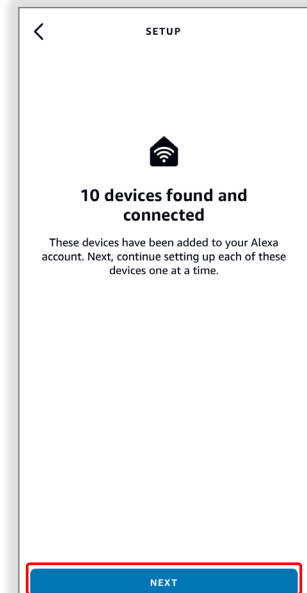 SETUP
10 devices found and
connected
These devices have been added to your Alexa
account. Next, continue setting up each of these
devices one at a time.
NEXT